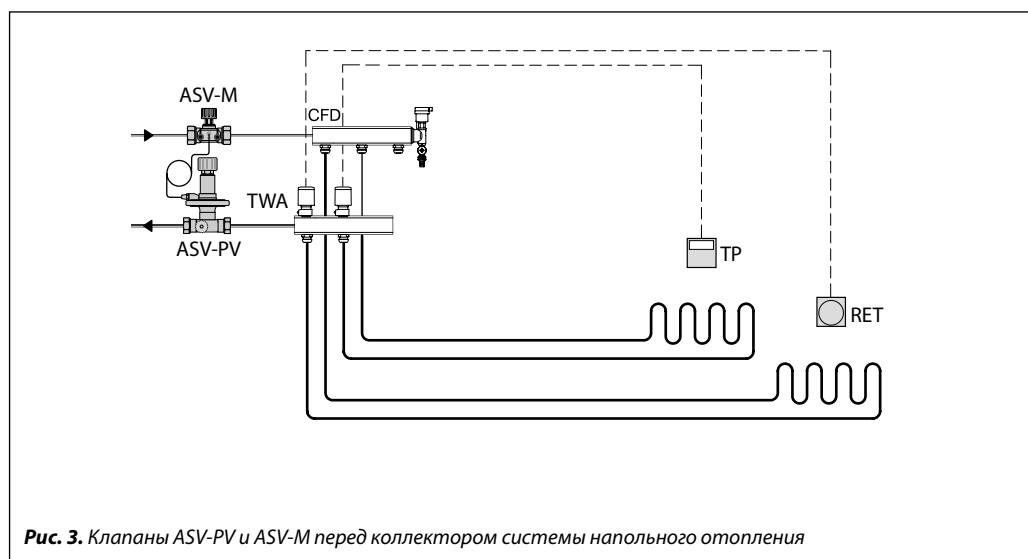 ASV-M
CFD
TWA
ASV-PV
TP
RET
Рис. 3. Клапаны ASV-PV и ASV-M перед коллектором системы напольного отопления